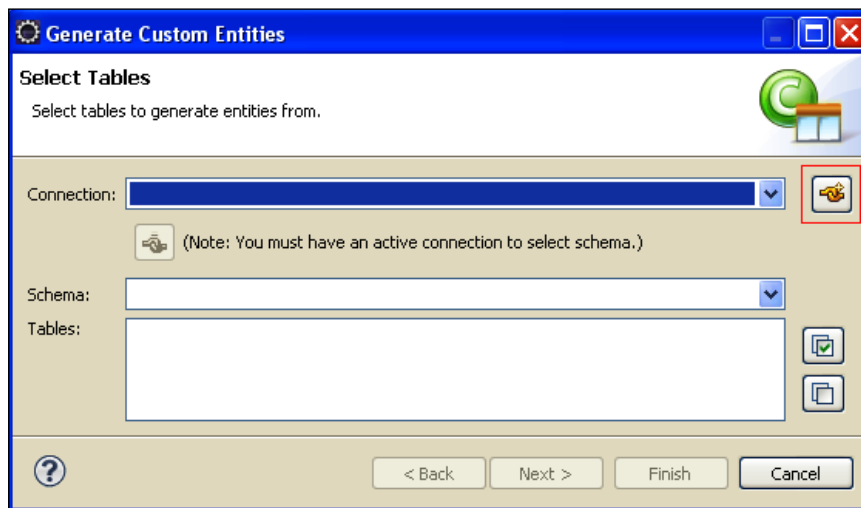 Generate Custom Entities
Select Tables
Select tables to generate entities from.
C
Connection:
(Note: You must have an active connection to select schema.)
Schema:
Tables:
?
< Back Next > Finish Cancel